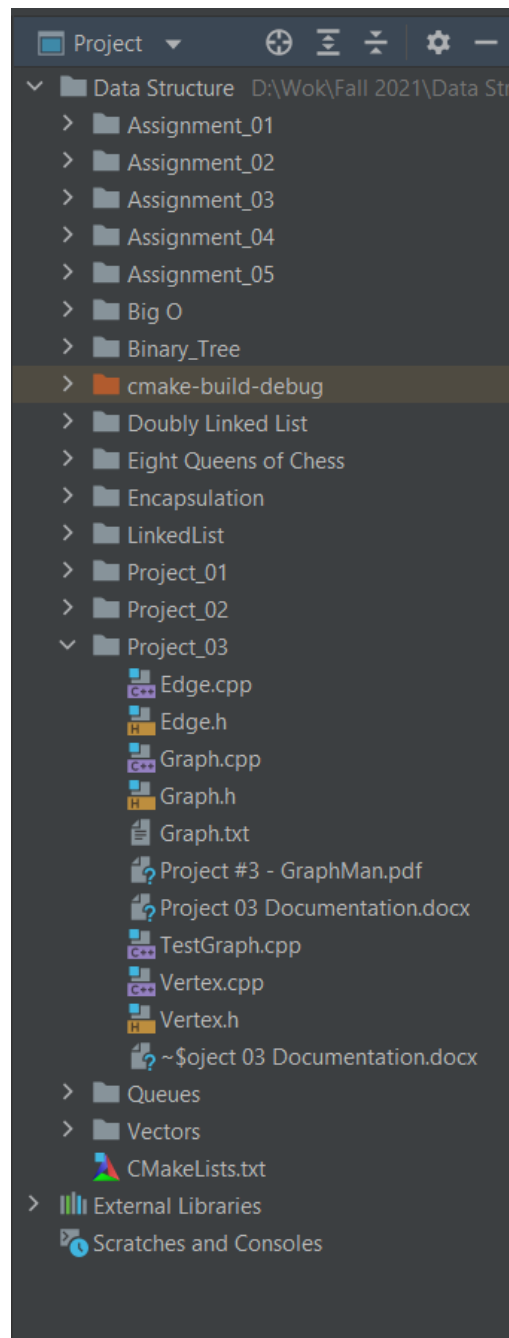 Project
Data Structure D:\Wok\Fall 2021\Data Str
Assignment_01
Assignment_02
Assignment_03
Assignment_04
Assignment_05
Big O
Binary_Tree
cmake-build-debug
Doubly Linked List
Eight Queens of Chess
Encapsulation
LinkedList
Project_01
Project_02
Project_03
C++ Edge.cpp
H Edge.h
C++ Graph.cpp
H Graph.h
Graph.txt
? Project #3 - GraphMan.pdf
? Project 03 Documentation.docx
C++ TestGraph.cpp
C++ Vertex.cpp
H Vertex.h
? ~$oject 03 Documentation.docx
Queues
Vectors
CMakeLists.txt
External Libraries
Scratches and Consoles